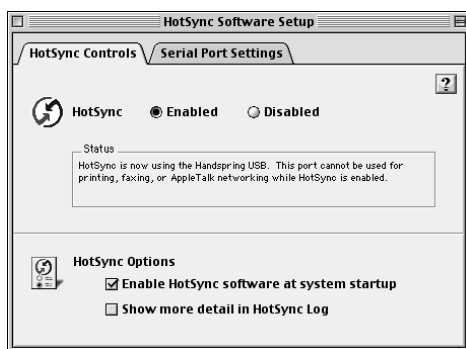 HotSync Software Setup
HotSync Controls
Serial Port Settings
?
HotSync Enabled Disabled
Status
HotSync is now using the Handspring USB. This port cannot be used for
printing, faxing, or AppleTalk networking while HotSync is enabled.
HotSync Options
Enable HotSync software at system startup
Show more detail in HotSync Log